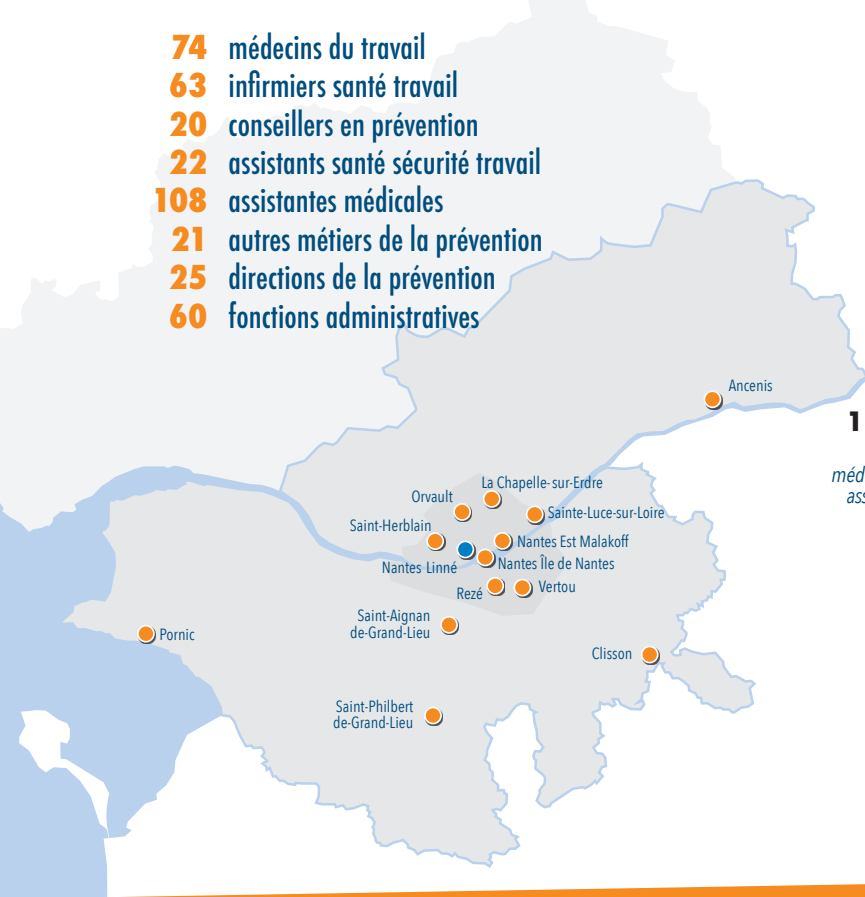 74 médecins du travail
63 infirmiers santé travail
20 conseillers en prévention
22 assistants santé sécurité travail
108 assistantes médicales
21 autres métiers de la prévention
25 directions de la prévention
60 fonctions administratives
Ancenis
1
méd
ass
La Chapelle-sur-Erdre
Orvault
Sainte-Luce-sur-Loire
Saint-Herblain
Nantes Est Malakoff
Nantes Linné
Nantes Île de Nantes
Rezé
Vertou
Saint-Aignan
de-Grand-Lieu
Pornic
Clisson
Saint-Philbert
de-Grand-Lieu